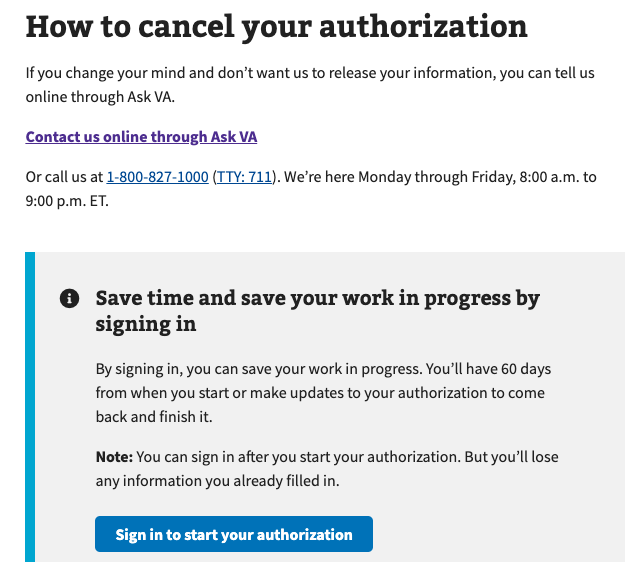 How to cancel your authorization
If you change your mind and don’t want us to release your information, you can tell us
online through Ask VA.
Contact us online through Ask VA
Or call us at 1-800-827-1000 (TTY: 711). We’re here Monday through Friday, 8:00 a.m. to
9:00 p.m. ET.
Save time and save your work in progress by
signing in
By signing in, you can save your work in progress. You’ll have 60 days
from when you start or make updates to your authorization to come
back and finish it.
Note: You can sign in after you start your authorization. But you’ll lose
any information you already filled in.
Sign in to start your authorization